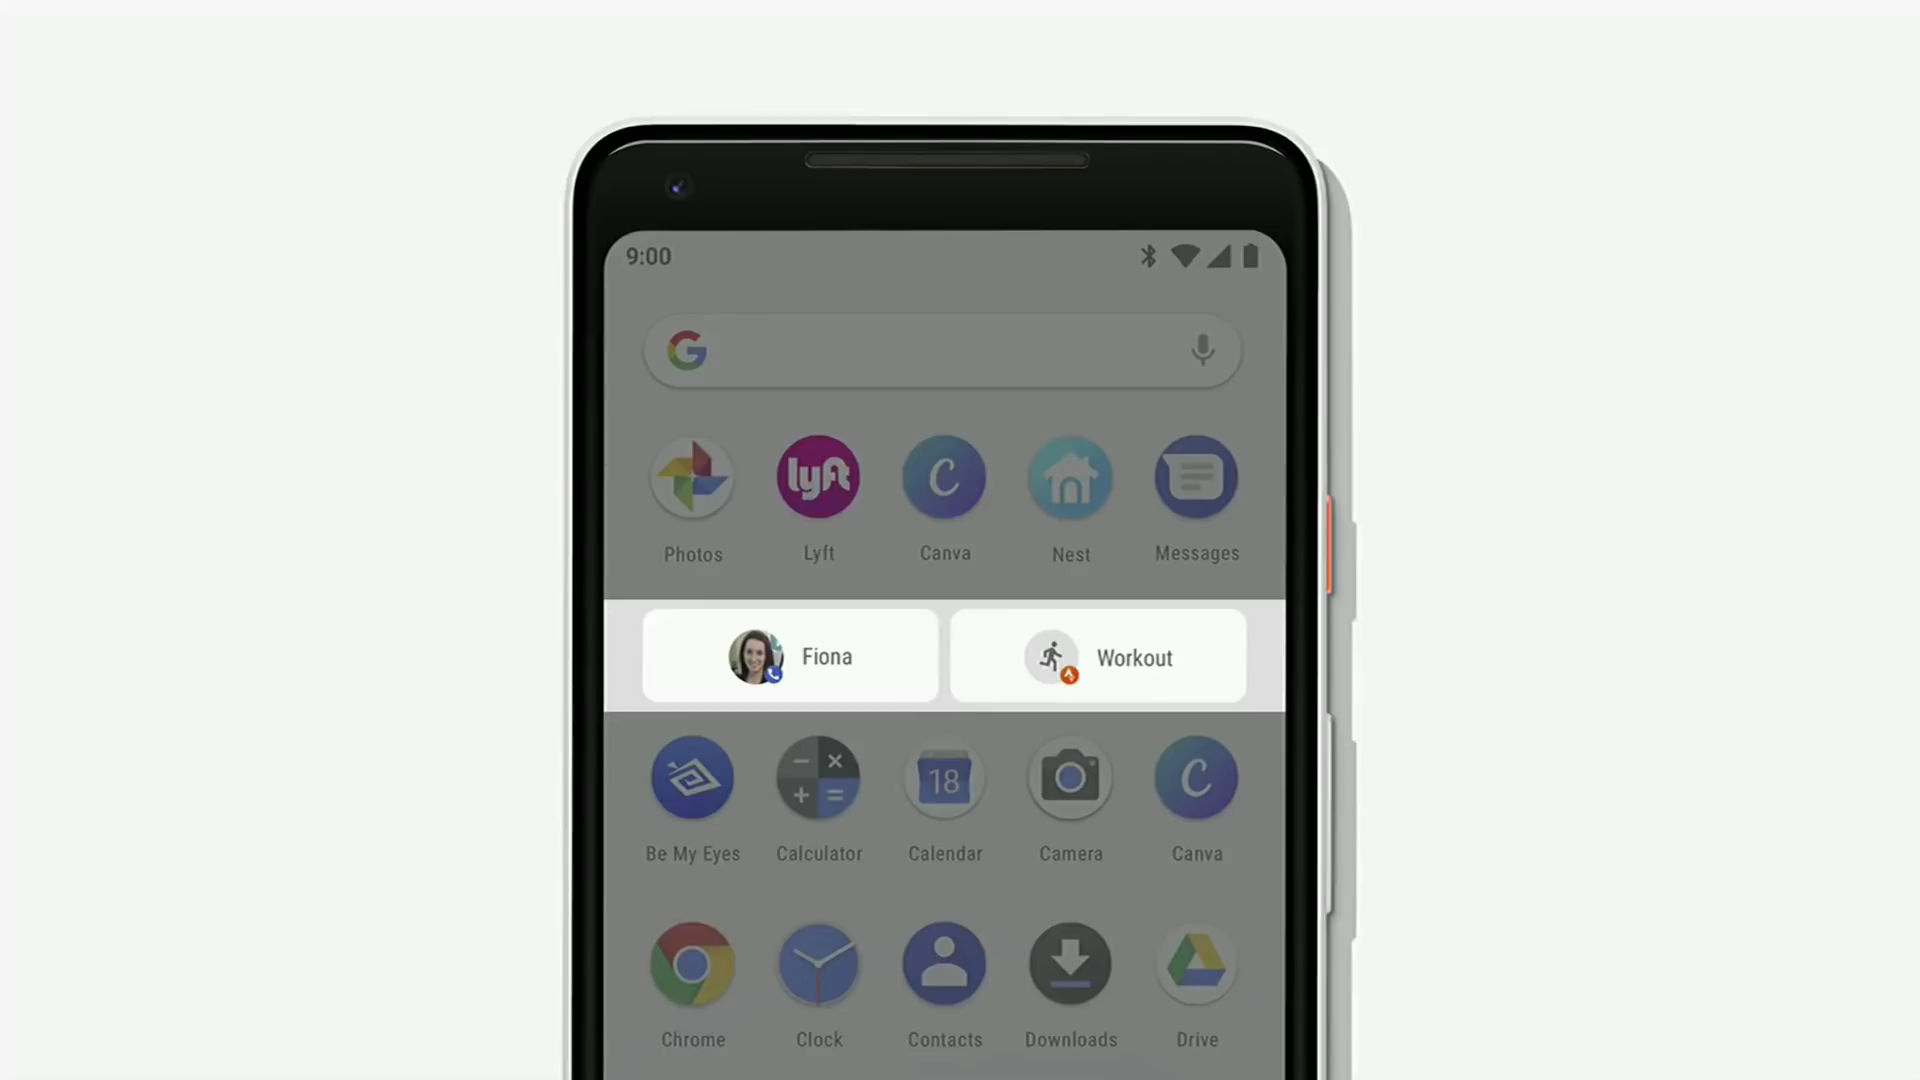 9:00
G
Photos
lyft
Lyft
C
Canva
Nest
Messages
Fiona
Workout
Be My Eyes
Calculator
18
Calendar
Camera
C
Canva
Chrome
Clock
Contacts
Downloads
Drive